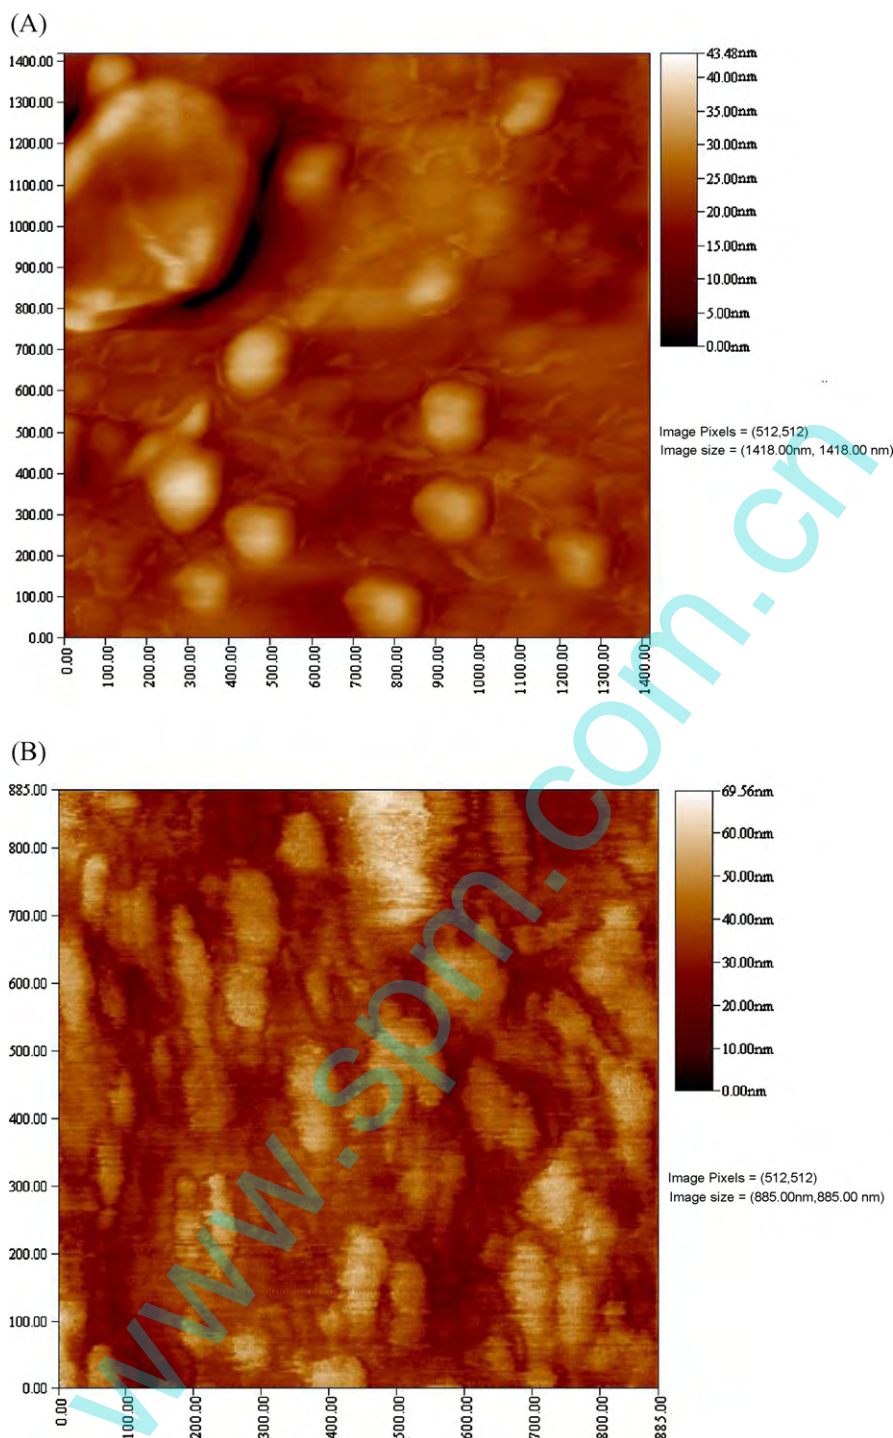 (A)
1400.00
1300.00
1200.00
1100.00
1000.00
900.00
800.00
700.00
600.00
500.00
400.00
300.00
200.00
100.00
0.00
0.00
100.00
200.00
300.00
400.00
500.00
600.00
700.00
800.00
900.00
1000.00
1100.00
1200.00
1300.00
1400.00
43.48nm
40.00nm
35.00nm
30.00nm
25.00nm
20.00nm
15.00nm
10.00nm
5.00nm
0.00nm
Image Pixels = (512,512)
Image size = (1418.00nm, 1418.00 nm)
(B)
885.00
800.00
700.00
600.00
500.00
400.00
300.00
200.00
100.00
0.00
0.00
100.00
200.00
300.00
400.00
500.00
600.00
700.00
800.00
885.00
69.56nm
60.00nm
50.00nm
40.00nm
30.00nm
20.00nm
10.00nm
0.00nm
Image Pixels = (512,512)
Image size = (885.00nm,885.00 nm)
www.spm.com.cn